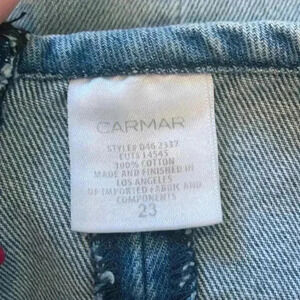 CARMAR
STYLE# D46 2337
CUT# 14545
100% COTTON
MADE AND FINISHED IN
LOS ANGELES
OF IMPORTED FABRIC AND
COMPONENTS
23